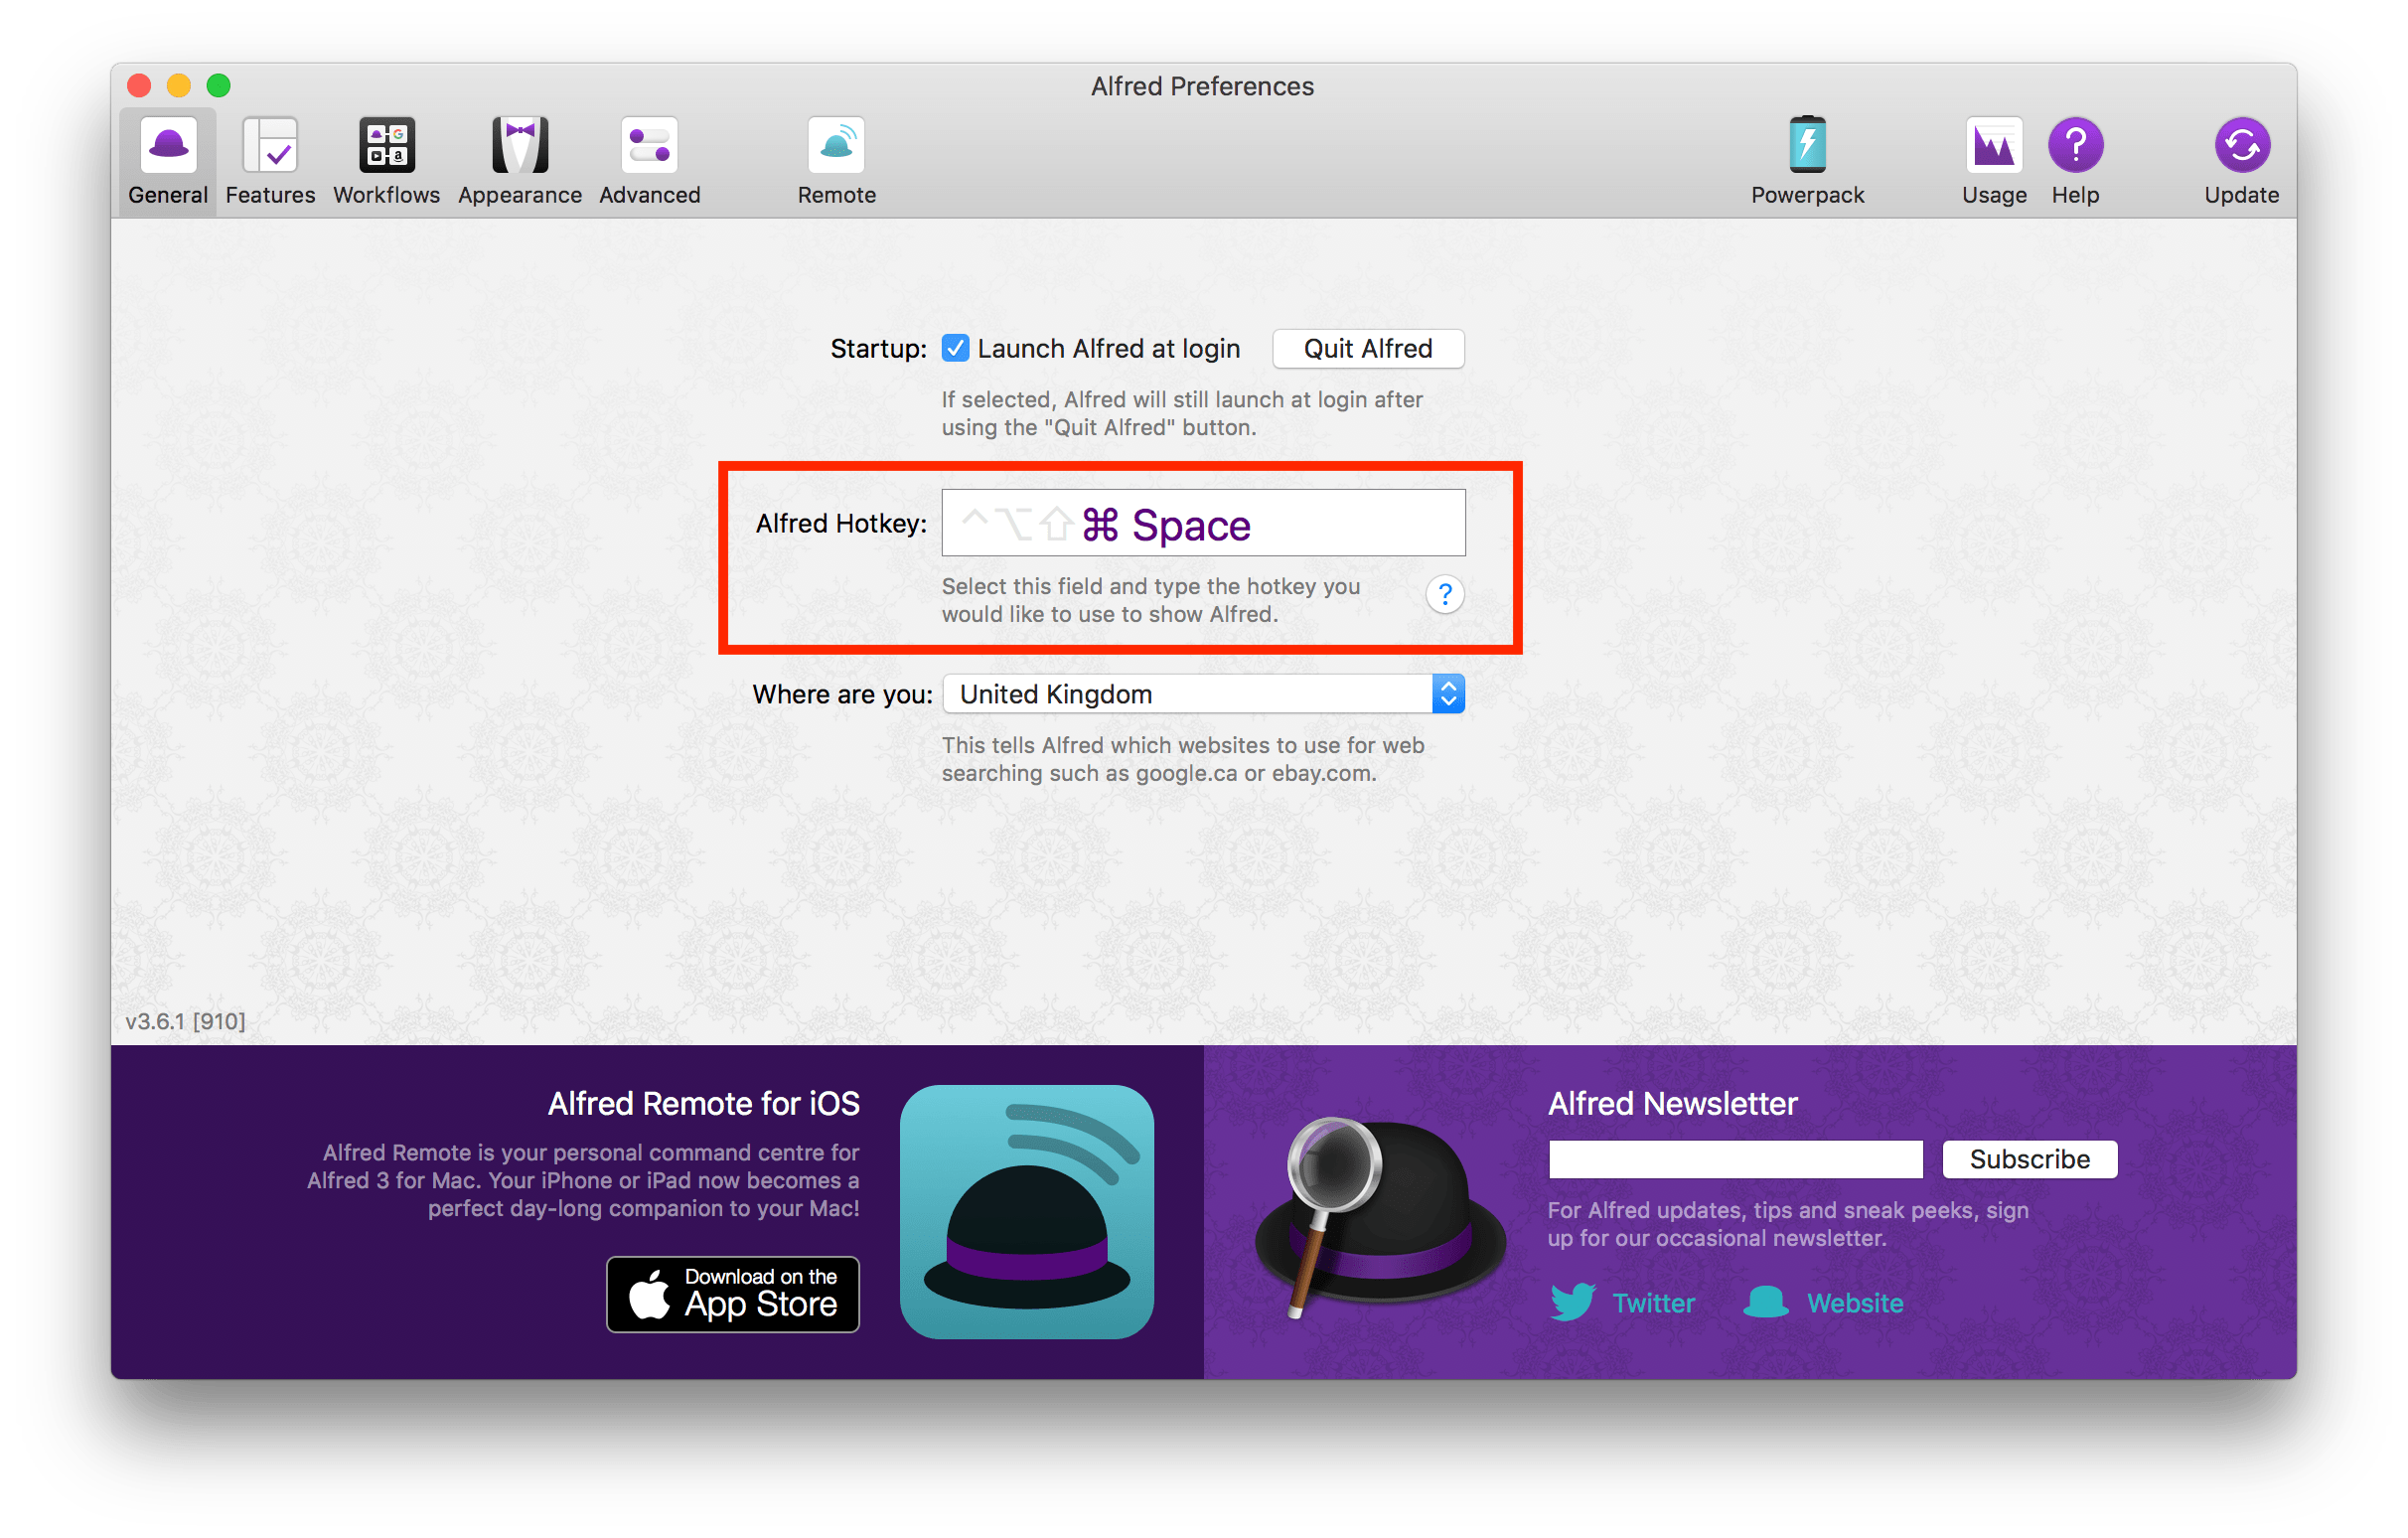 Alfred Preferences
General Features Workflows Appearance Advanced Remote Powerpack Usage Help Update
Startup: Launch Alfred at login Quit Alfred
If selected, Alfred will still launch at login after
using the "Quit Alfred" button.
Alfred Hotkey: ^⌥⇧⌘ Space
Select this field and type the hotkey you
would like to use to show Alfred.
?
Where are you: United Kingdom
This tells Alfred which websites to use for web
searching such as google.ca or ebay.com.
v3.6.1 [910]
Alfred Remote for iOS
Alfred Remote is your personal command centre for
Alfred 3 for Mac. Your iPhone or iPad now becomes a
perfect day-long companion to your Mac!
Download on the
App Store
Alfred Newsletter
Subscribe
For Alfred updates, tips and sneak peeks, sign
up for our occasional newsletter.
Twitter Website